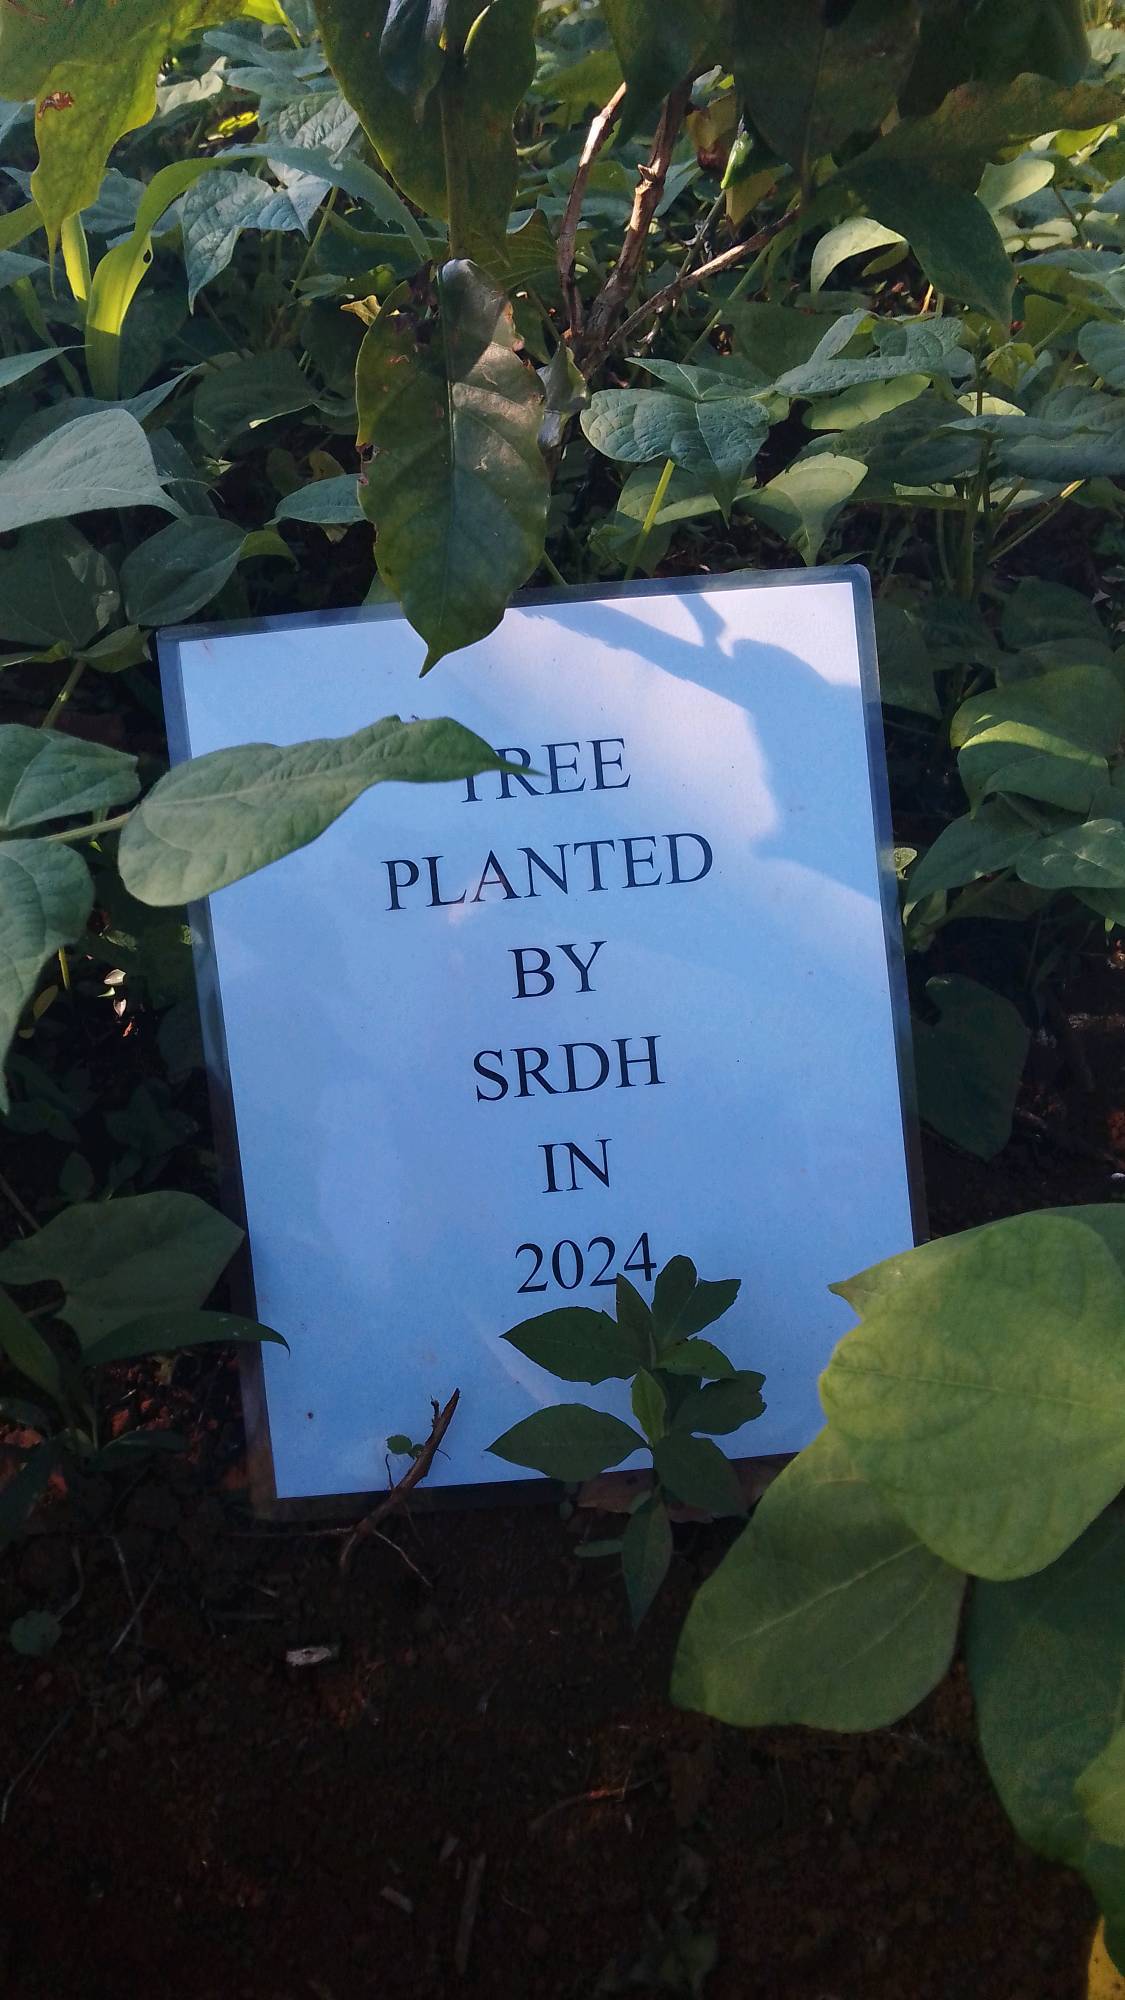 TREE
PLANTED
BY
SRDH
IN
2024